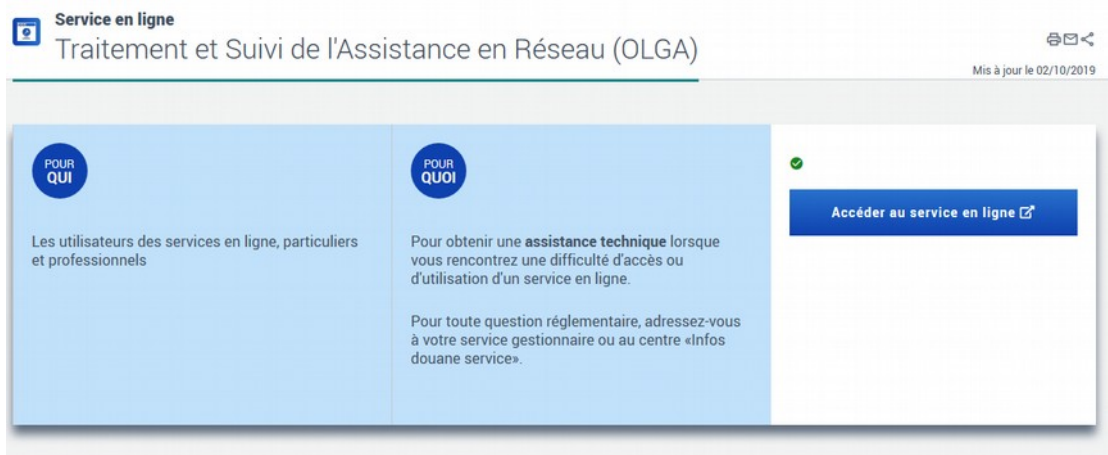 Service en ligne
Traitement et Suivi de l'Assistance en Réseau (OLGA)
Mis à jour le 02/10/2019
POUR
QUI
Les utilisateurs des services en ligne, particuliers
et professionnels
POUR
QUOI
Pour obtenir une assistance technique lorsque
vous rencontrez une difficulté d'accès ou
d'utilisation d'un service en ligne.
Pour toute question réglementaire, adressez-vous
à votre service gestionnaire ou au centre «Infos
douane service».
Accéder au service en ligne